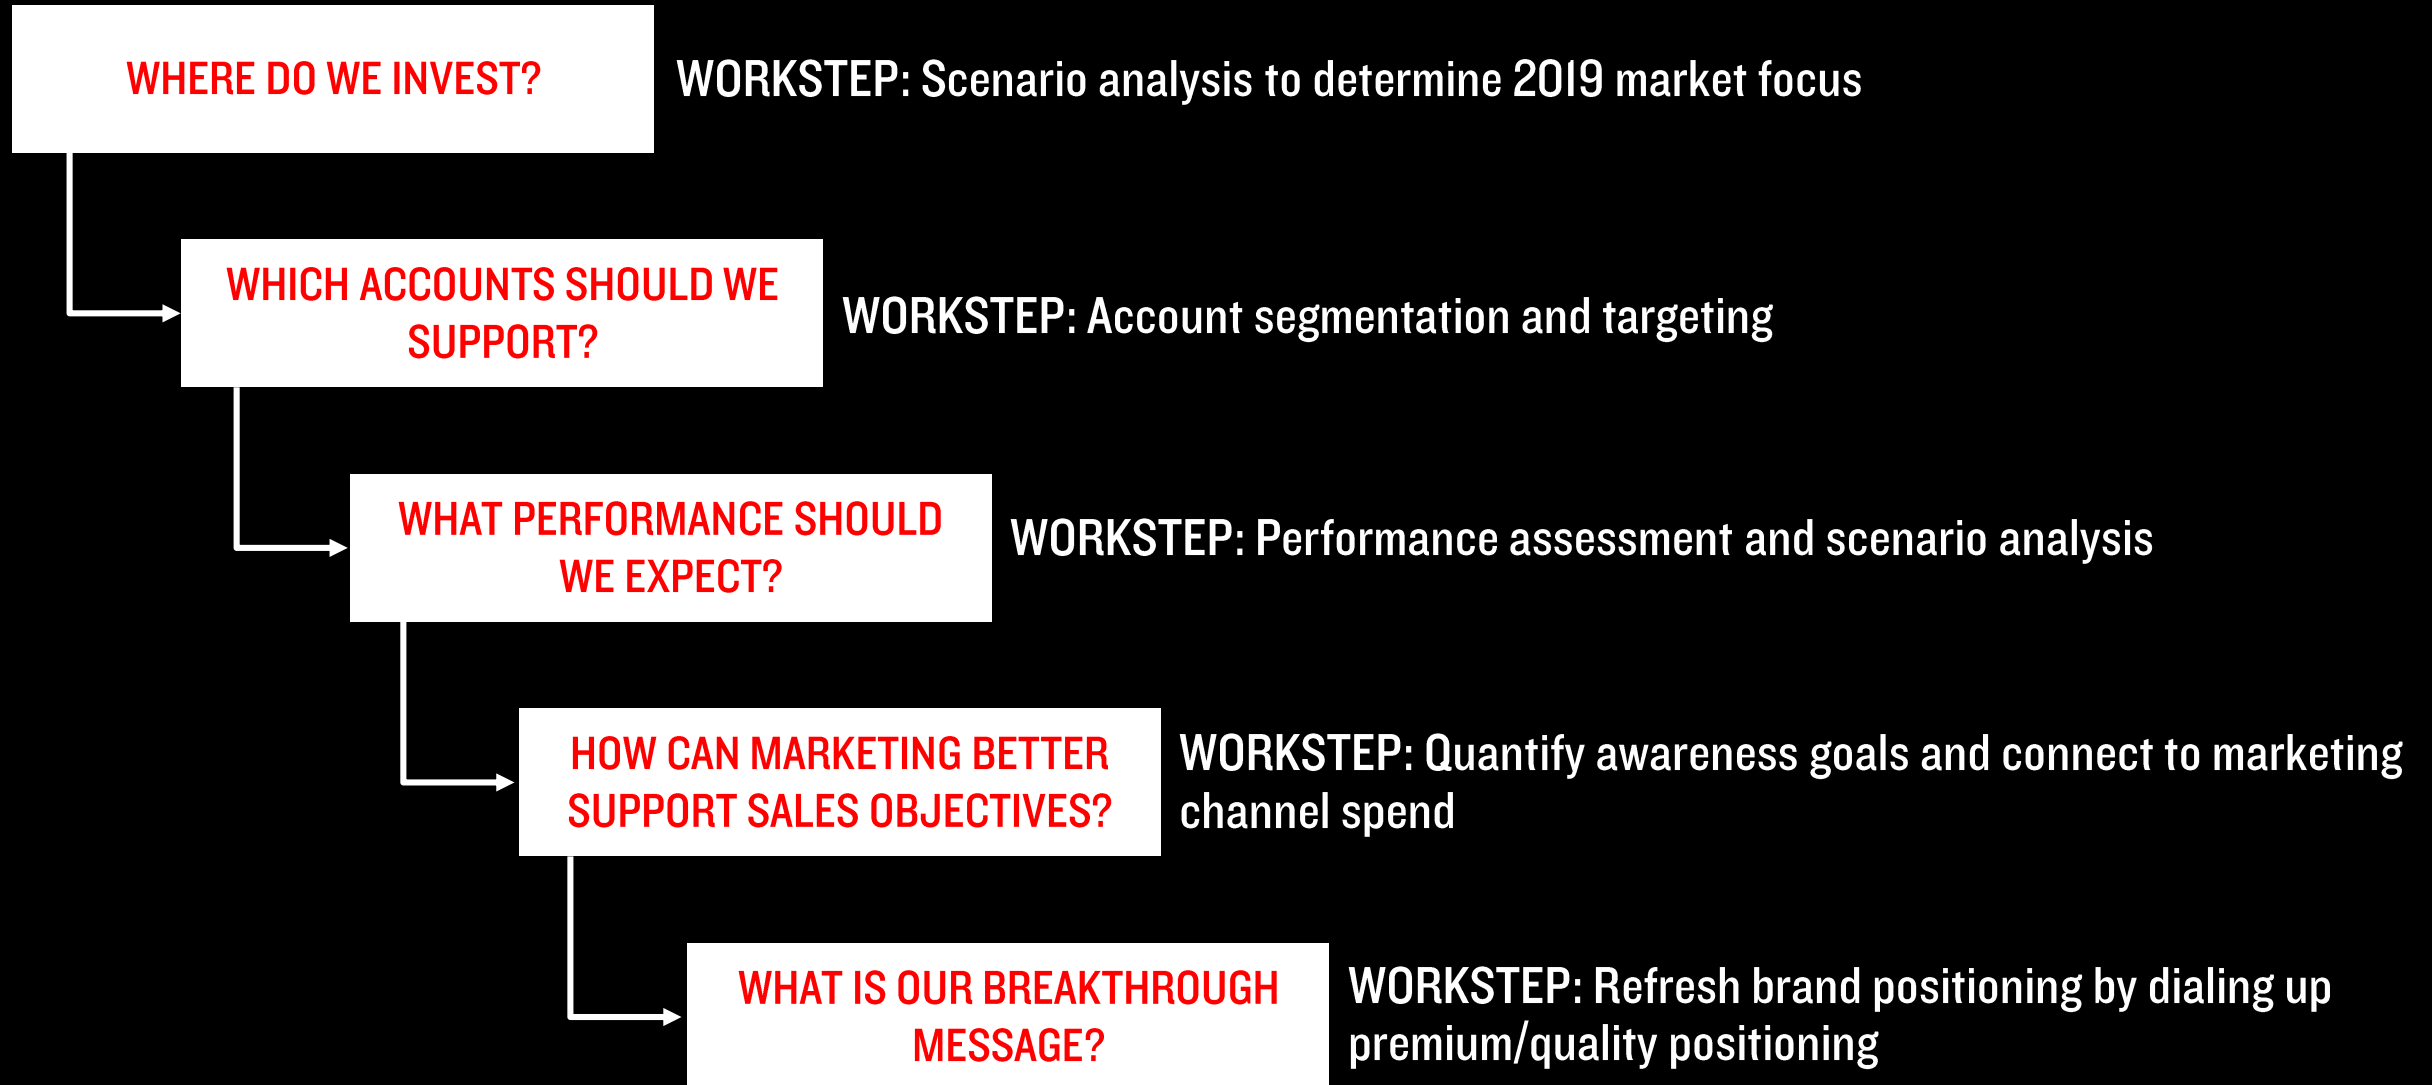 WHERE DO WE INVEST?
WORKSTEP: Scenario analysis to determine 2019 market focus
WHICH ACCOUNTS SHOULD WE
SUPPORT?
WORKSTEP: Account segmentation and targeting
WHAT PERFORMANCE SHOULD
WE EXPECT?
WORKSTEP: Performance assessment and scenario analysis
HOW CAN MARKETING BETTER
SUPPORT SALES OBJECTIVES?
WORKSTEP: Quantify awareness goals and connect to marketing
channel spend
WHAT IS OUR BREAKTHROUGH
MESSAGE?
WORKSTEP: Refresh brand positioning by dialing up
premium/quality positioning